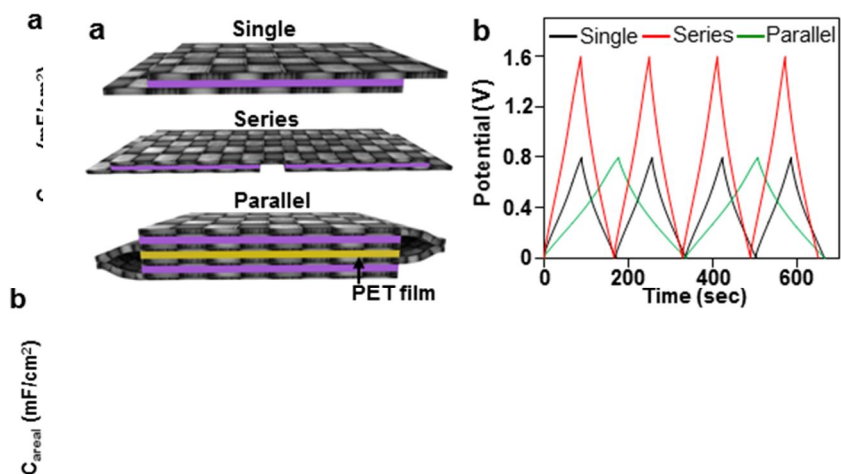 a
a
Single
Series
Parallel
PET film
b
Single Series Parallel
Potential (V)
1.6
1.2
0.8
0.4
0
0 200 400 600
Time (sec)
b
C_areal (mF/cm²)